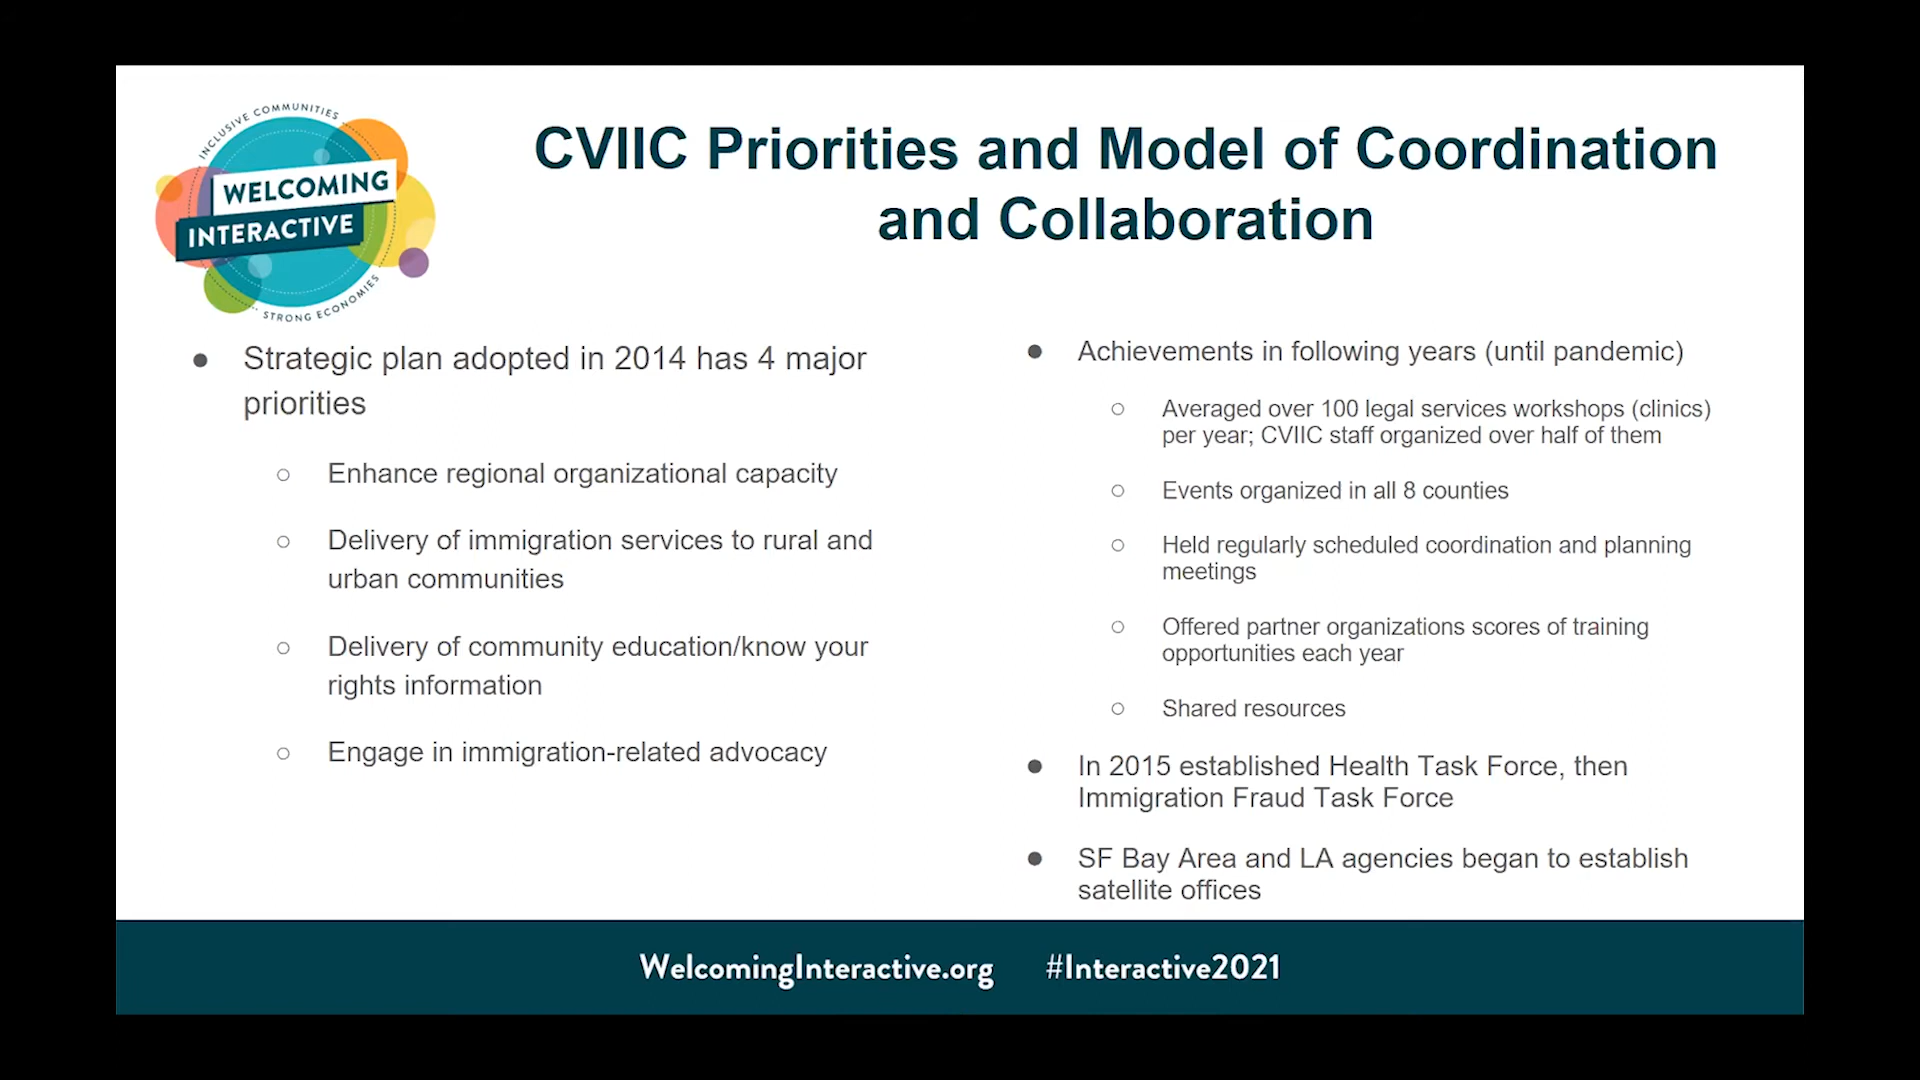 INCLUSIVE COMMUNITIES
WELCOMING
INTERACTIVE
STRONG ECONOMIES
CVIIC Priorities and Model of Coordination
and Collaboration
● Strategic plan adopted in 2014 has 4 major
priorities
○ Enhance regional organizational capacity
○ Delivery of immigration services to rural and
urban communities
○ Delivery of community education/know your
rights information
○ Engage in immigration-related advocacy
● Achievements in following years (until pandemic)
○ Averaged over 100 legal services workshops (clinics)
per year; CVIIC staff organized over half of them
○ Events organized in all 8 counties
○ Held regularly scheduled coordination and planning
meetings
○ Offered partner organizations scores of training
opportunities each year
○ Shared resources
● In 2015 established Health Task Force, then
Immigration Fraud Task Force
● SF Bay Area and LA agencies began to establish
satellite offices
WelcomingInteractive.org #Interactive2021